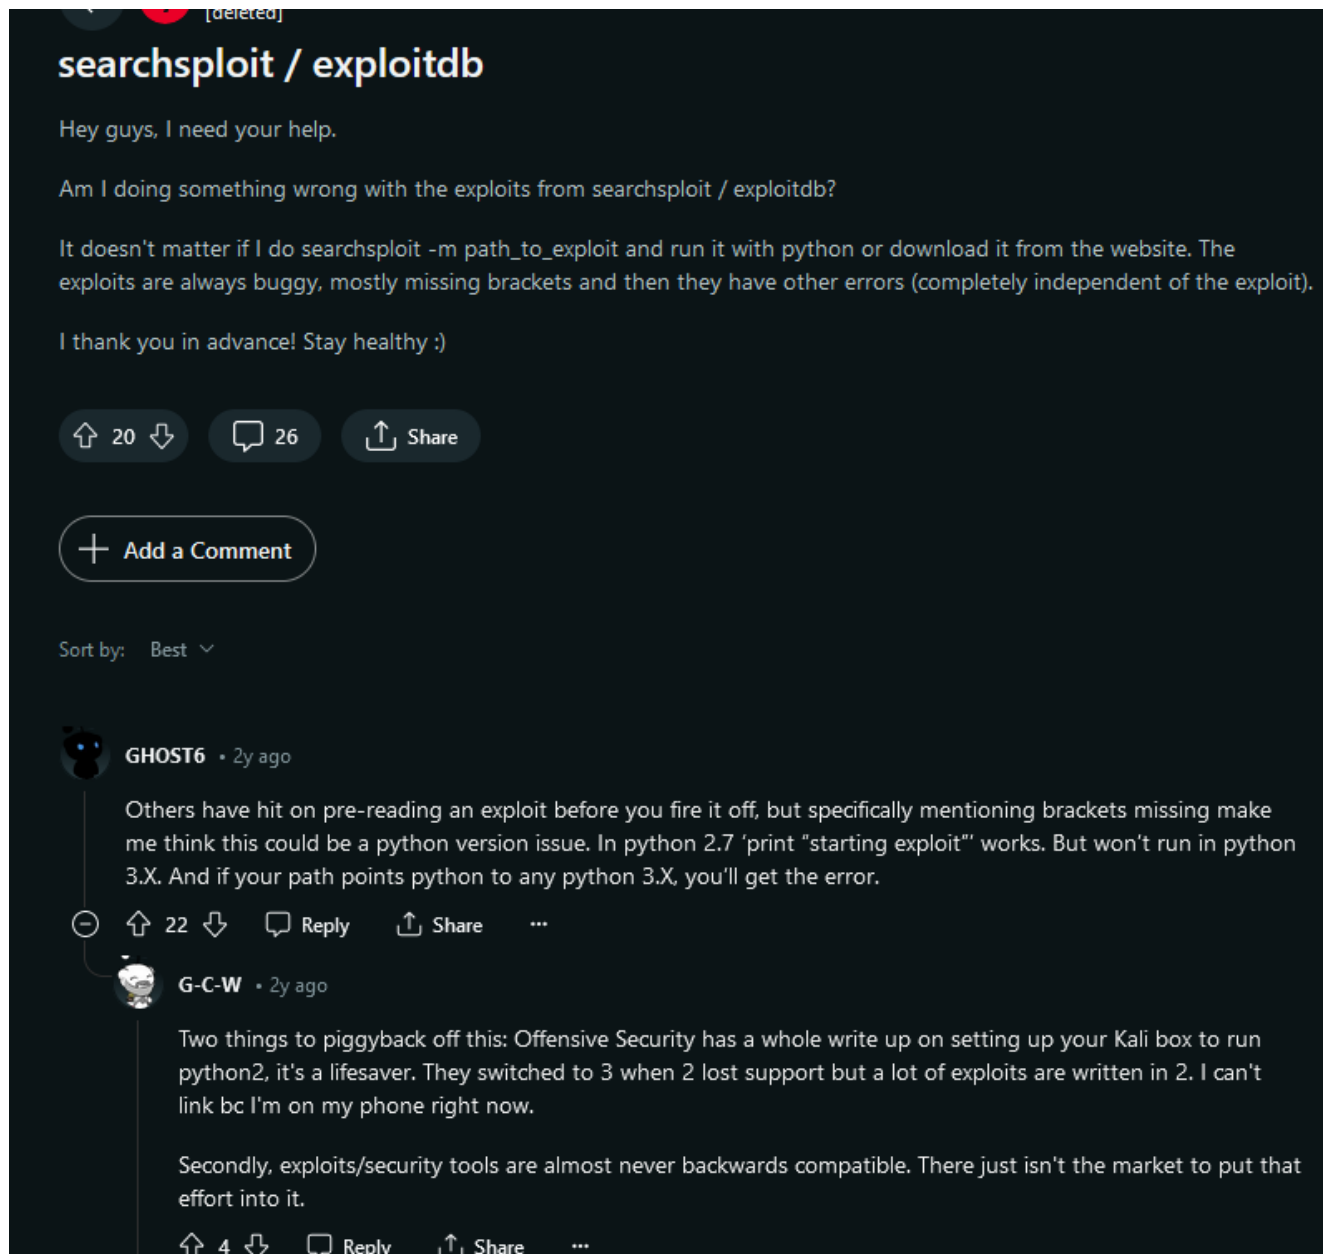 [deleted]
searchsploit / exploitdb
Hey guys, I need your help.
Am I doing something wrong with the exploits from searchsploit / exploitdb?
It doesn't matter if I do searchsploit -m path_to_exploit and run it with python or download it from the website. The
exploits are always buggy, mostly missing brackets and then they have other errors (completely independent of the exploit).
I thank you in advance! Stay healthy :)
20
26
Share
Add a Comment
Sort by: Best
GHOST6 • 2y ago
Others have hit on pre-reading an exploit before you fire it off, but specifically mentioning brackets missing make
me think this could be a python version issue. In python 2.7 ‘print “starting exploit”’ works. But won’t run in python
3.X. And if your path points python to any python 3.X, you’ll get the error.
22 Reply Share ···
G-C-W • 2y ago
Two things to piggyback off this: Offensive Security has a whole write up on setting up your Kali box to run
python2, it's a lifesaver. They switched to 3 when 2 lost support but a lot of exploits are written in 2. I can't
link bc I'm on my phone right now.
Secondly, exploits/security tools are almost never backwards compatible. There just isn't the market to put that
effort into it.
4 Reply Share ···